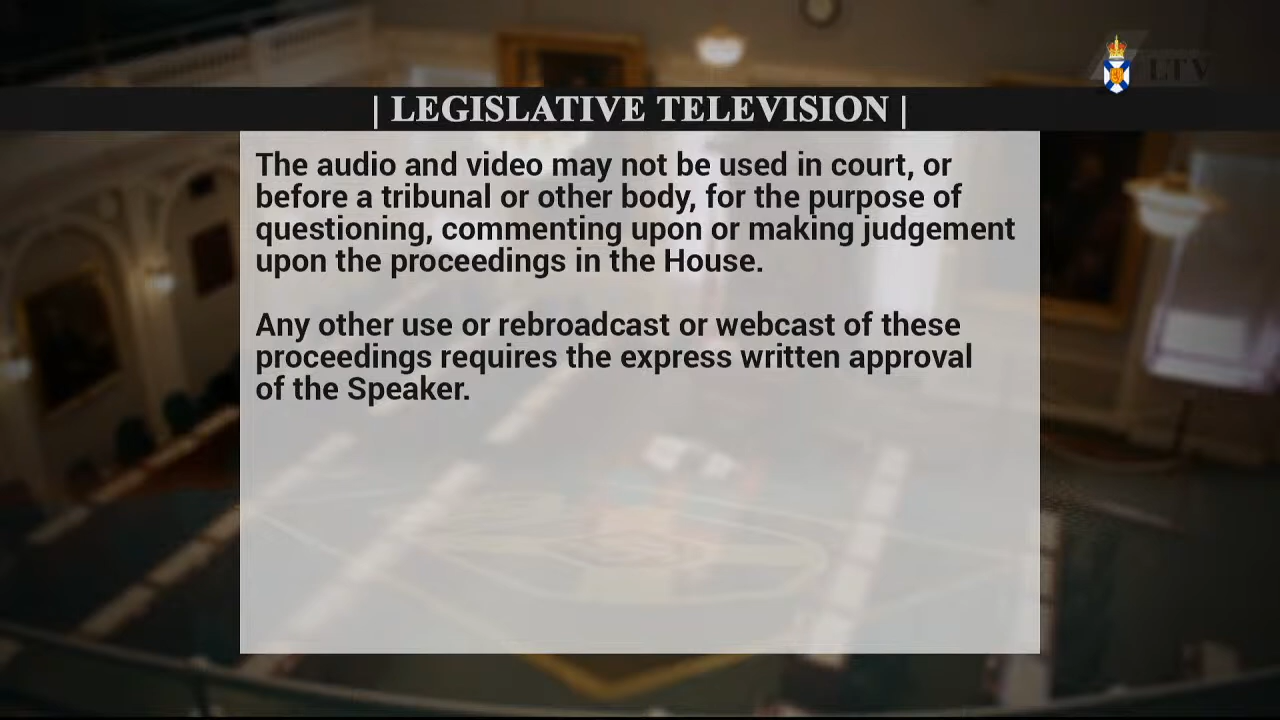 LTV
| LEGISLATIVE TELEVISION |
The audio and video may not be used in court, or
before a tribunal or other body, for the purpose of
questioning, commenting upon or making judgement
upon the proceedings in the House.
Any other use or rebroadcast or webcast of these
proceedings requires the express written approval
of the Speaker.